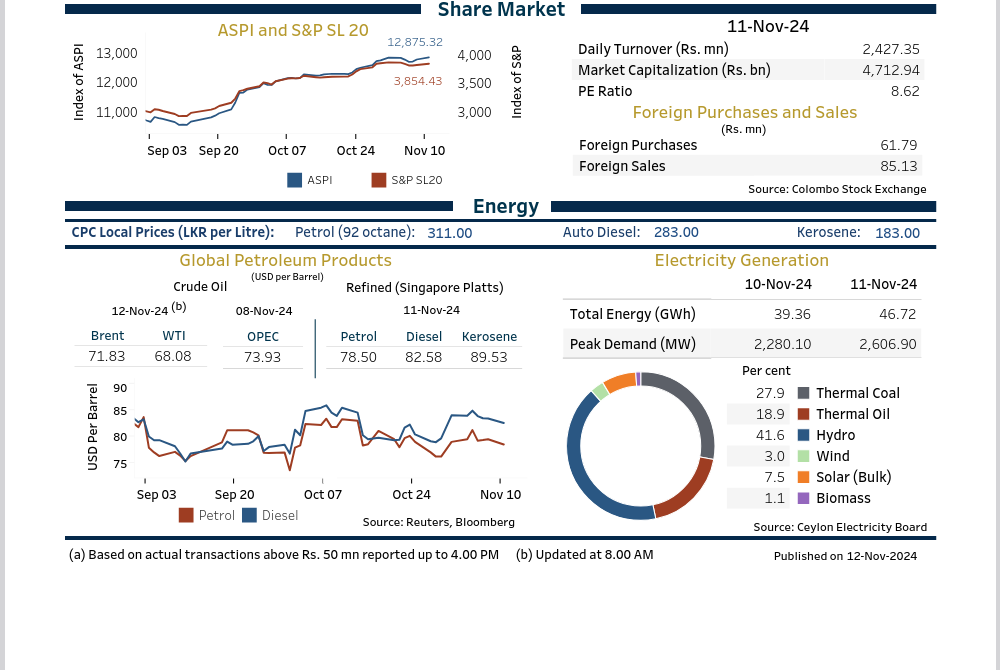 Share Market
ASPI and S&P SL 20
Index of ASPI
13,000
12,000
11,000
12,875.32
3,854.43
4,000
3,500
3,000
Index of S&P
Sep 03 Sep 20 Oct 07 Oct 24 Nov 10
ASPI S&P SL20
11-Nov-24
Daily Turnover (Rs. mn) 2,427.35
Market Capitalization (Rs. bn) 4,712.94
PE Ratio 8.62
Foreign Purchases and Sales
(Rs. mn)
Foreign Purchases 61.79
Foreign Sales 85.13
Source: Colombo Stock Exchange
Energy
CPC Local Prices (LKR per Litre): Petrol (92 octane): 311.00 Auto Diesel: 283.00 Kerosene: 183.00
Global Petroleum Products
(USD per Barrel)
Crude Oil Refined (Singapore Platts)
12-Nov-24 (b) 08-Nov-24 11-Nov-24
Brent WTI OPEC Petrol Diesel Kerosene
71.83 68.08 73.93 78.50 82.58 89.53
USD Per Barrel
90
85
80
75
Sep 03 Sep 20 Oct 07 Oct 24 Nov 10
Petrol Diesel
Source: Reuters, Bloomberg
Electricity Generation
10-Nov-24 11-Nov-24
Total Energy (GWh) 39.36 46.72
Peak Demand (MW) 2,280.10 2,606.90
Per cent
27.9 Thermal Coal
18.9 Thermal Oil
41.6 Hydro
3.0 Wind
7.5 Solar (Bulk)
1.1 Biomass
Source: Ceylon Electricity Board
(a) Based on actual transactions above Rs. 50 mn reported up to 4.00 PM (b) Updated at 8.00 AM Published on 12-Nov-2024